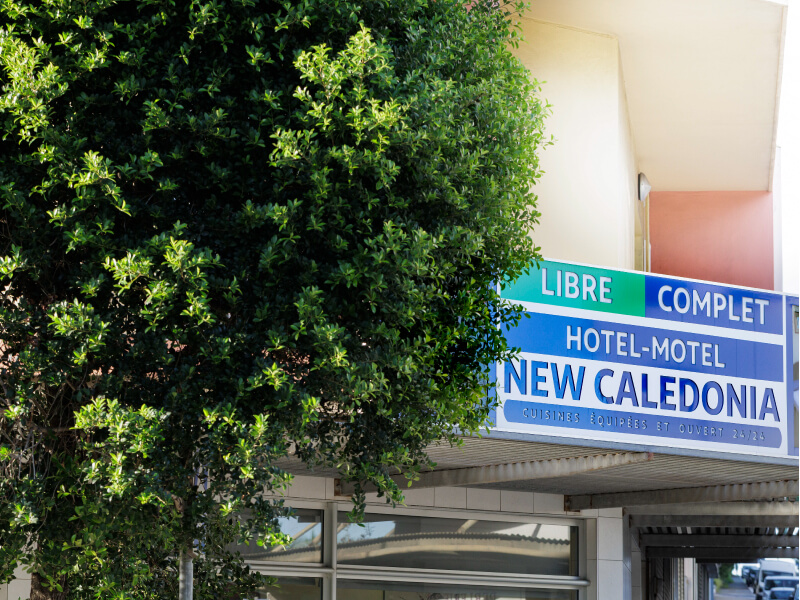 LIBRE COMPLET
HOTEL-MOTEL
NEW CALEDONIA
CUISINES ÉQUIPÉES ET OUVERT 24/24